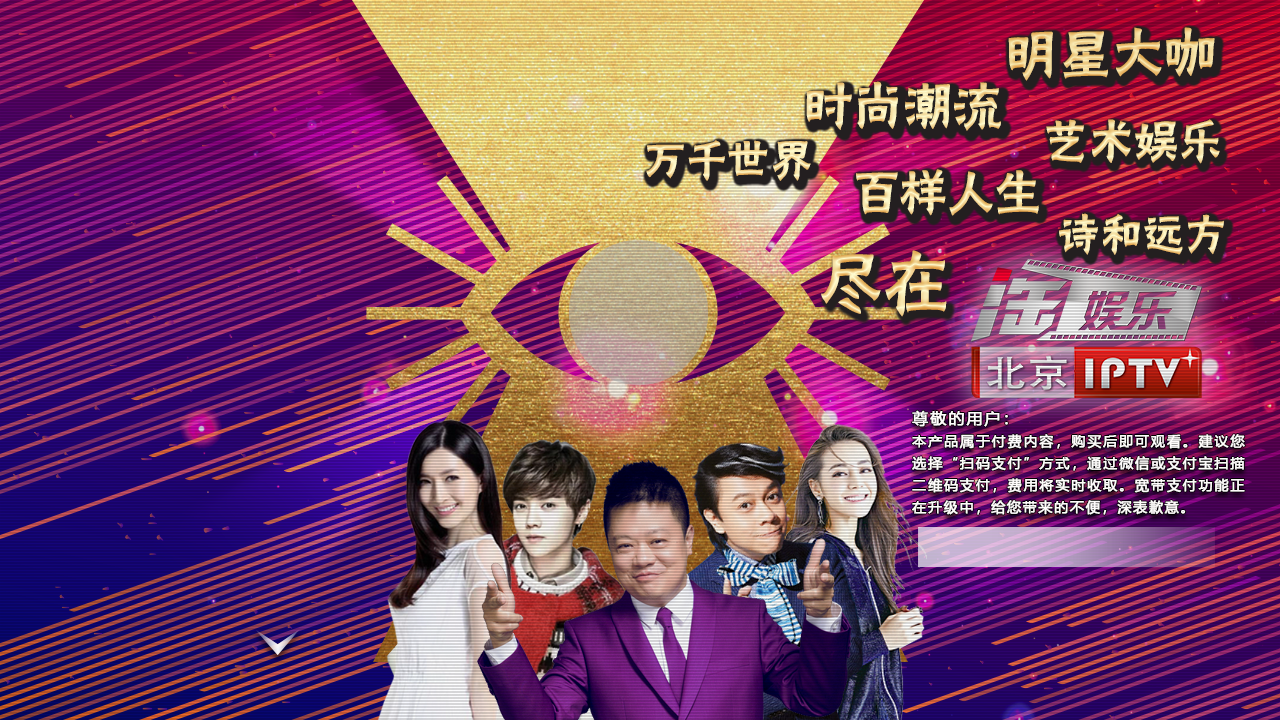 明星大咖
时尚潮流
艺术娱乐
万千世界
百样人生
诗和远方
尽在
淘娱乐
北京IPTV
尊敬的用户：
本产品属于付费内容，购买后即可观看。建议您
选择“扫码支付”方式，通过微信或支付宝扫描
二维码支付，费用将实时收取。宽带支付功能正
在升级中，给您带来的不便，深表歉意。